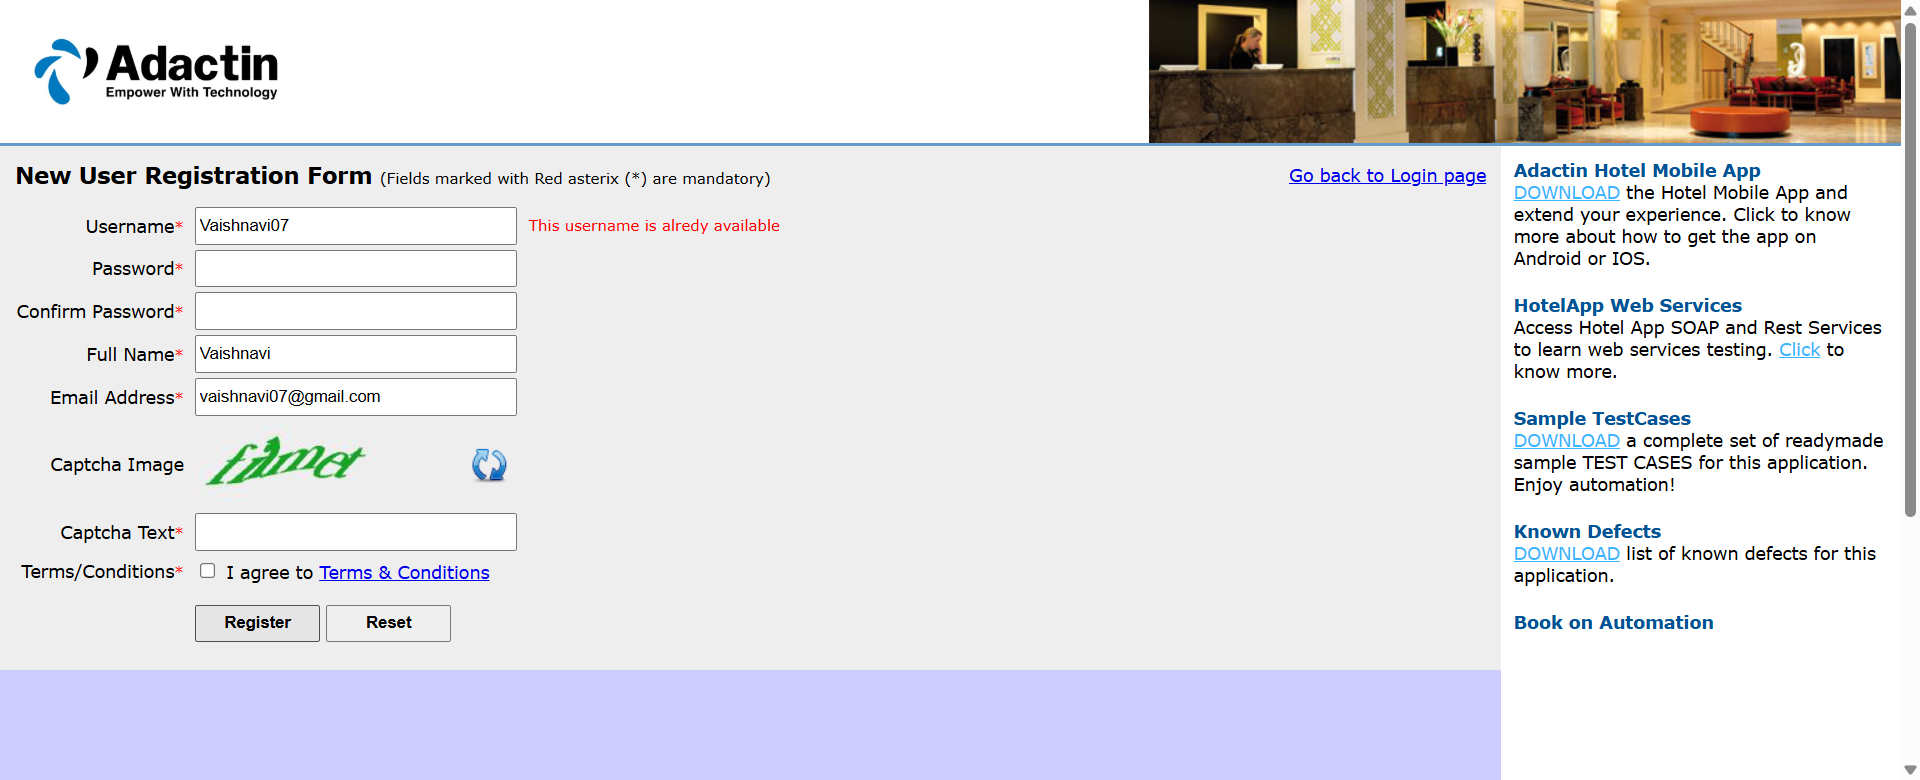 Adactin
Empower With Technology
New User Registration Form (Fields marked with Red asterix (*) are mandatory)
Go back to Login page
Username* Vaishnavi07 This username is alredy available
Password*
Confirm Password*
Full Name* Vaishnavi
Email Address* vaishnavi07@gmail.com
Captcha Image
Captcha Text*
Terms/Conditions* I agree to Terms & Conditions
Register Reset
Adactin Hotel Mobile App
DOWNLOAD the Hotel Mobile App and
extend your experience. Click to know
more about how to get the app on
Android or IOS.
HotelApp Web Services
Access Hotel App SOAP and Rest Services
to learn web services testing. Click to
know more.
Sample TestCases
DOWNLOAD a complete set of readymade
sample TEST CASES for this application.
Enjoy automation!
Known Defects
DOWNLOAD list of known defects for this
application.
Book on Automation